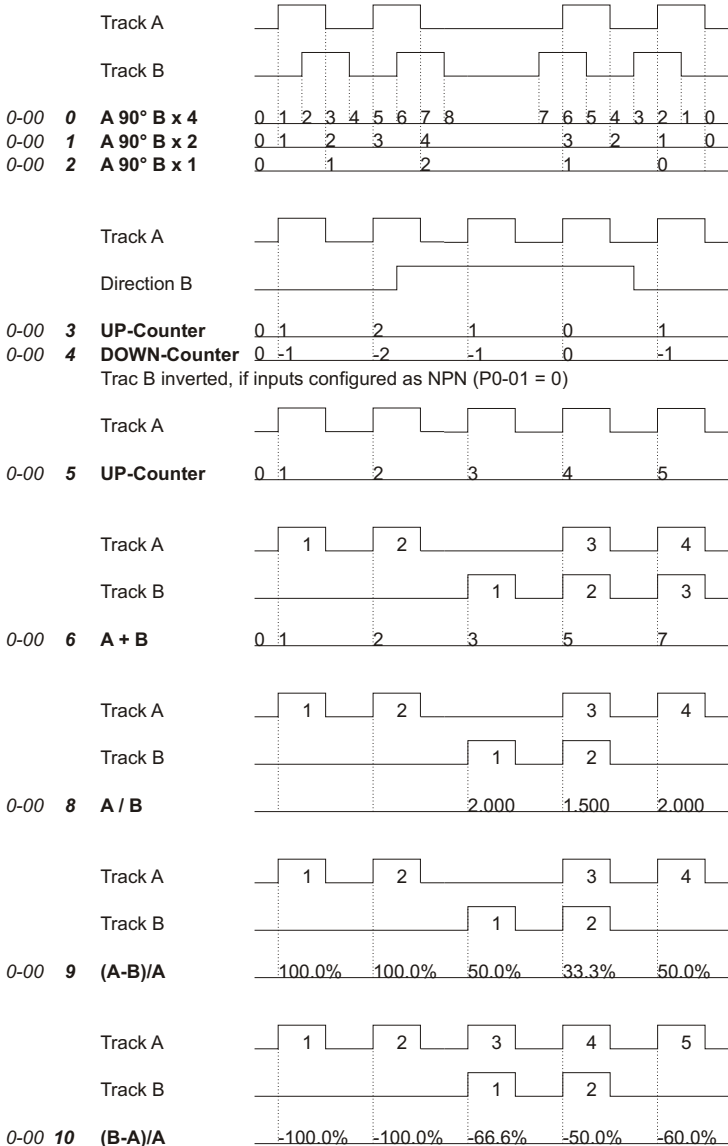 Track A
Track B
0-00 0 A 90° B x 4 0 1 2 3 4 5 6 7 8 7 6 5 4 3 2 1 0
0-00 1 A 90° B x 2 0 1 2 3 4 3 2 1 0
0-00 2 A 90° B x 1 0 1 2 1 0
Track A
Direction B
0-00 3 UP-Counter 0 1 2 1 0 1
0-00 4 DOWN-Counter 0 -1 -2 -1 0 -1
Trac B inverted, if inputs configured as NPN (P0-01 = 0)
Track A
0-00 5 UP-Counter 0 1 2 3 4 5
Track A 1 2 3 4
Track B 1 2 3
0-00 6 A + B 0 1 2 3 5 7
Track A 1 2 3 4
Track B 1 2
0-00 8 A / B 2.000 1.500 2.000
Track A 1 2 3 4
Track B 1 2
0-00 9 (A-B)/A 100.0% 100.0% 50.0% 33.3% 50.0%
Track A 1 2 3 4 5
Track B 1 2
0-00 10 (B-A)/A -100.0% -100.0% -66.6% -50.0% -60.0%